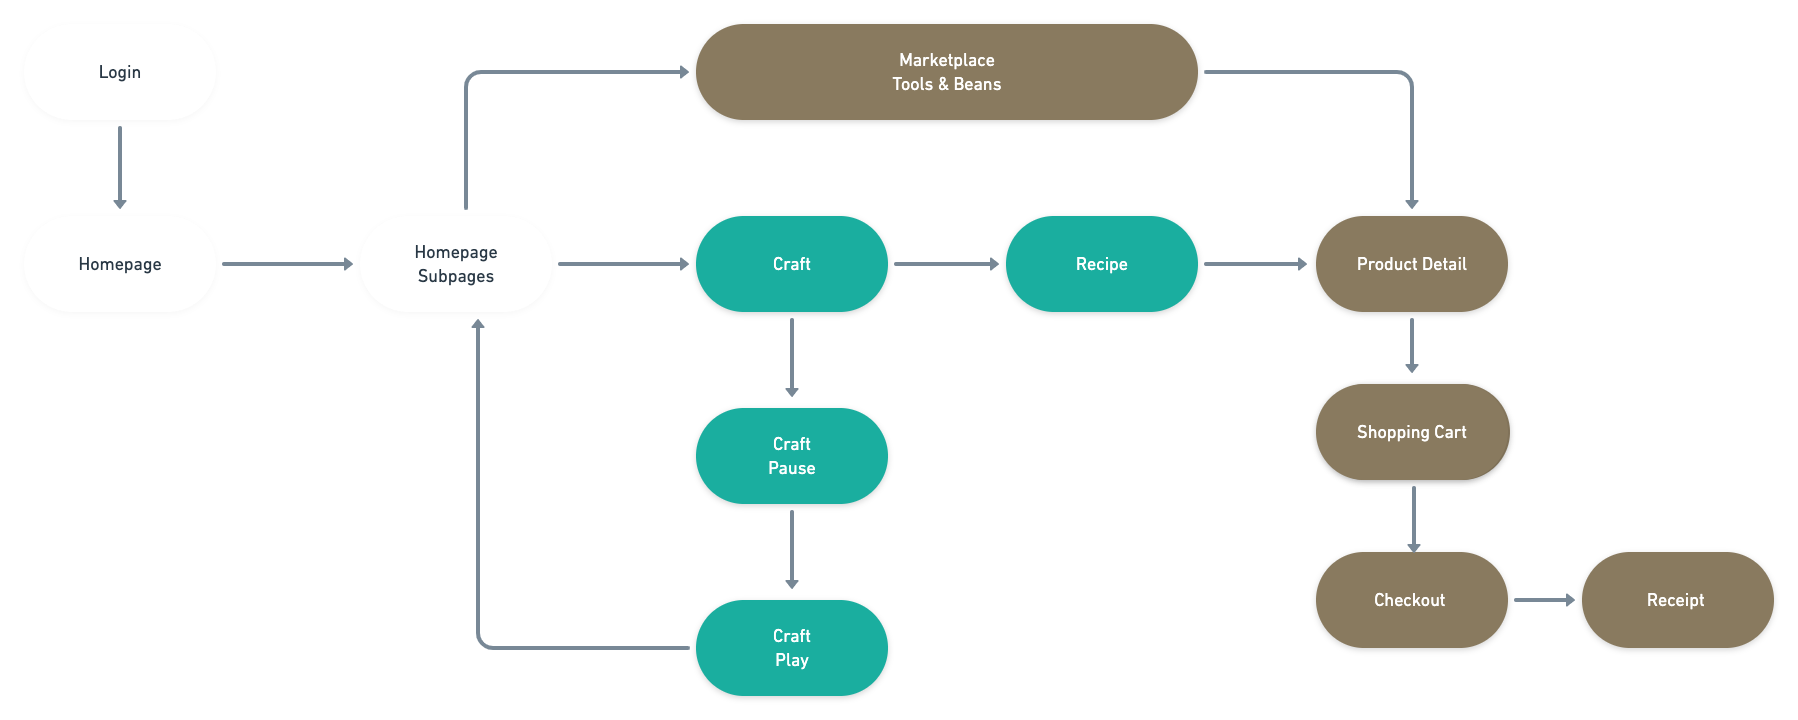 Login
Marketplace
Tools & Beans
Homepage
Homepage
Subpages
Craft
Recipe
Product Detail
Craft
Pause
Shopping Cart
Craft
Play
Checkout
Receipt